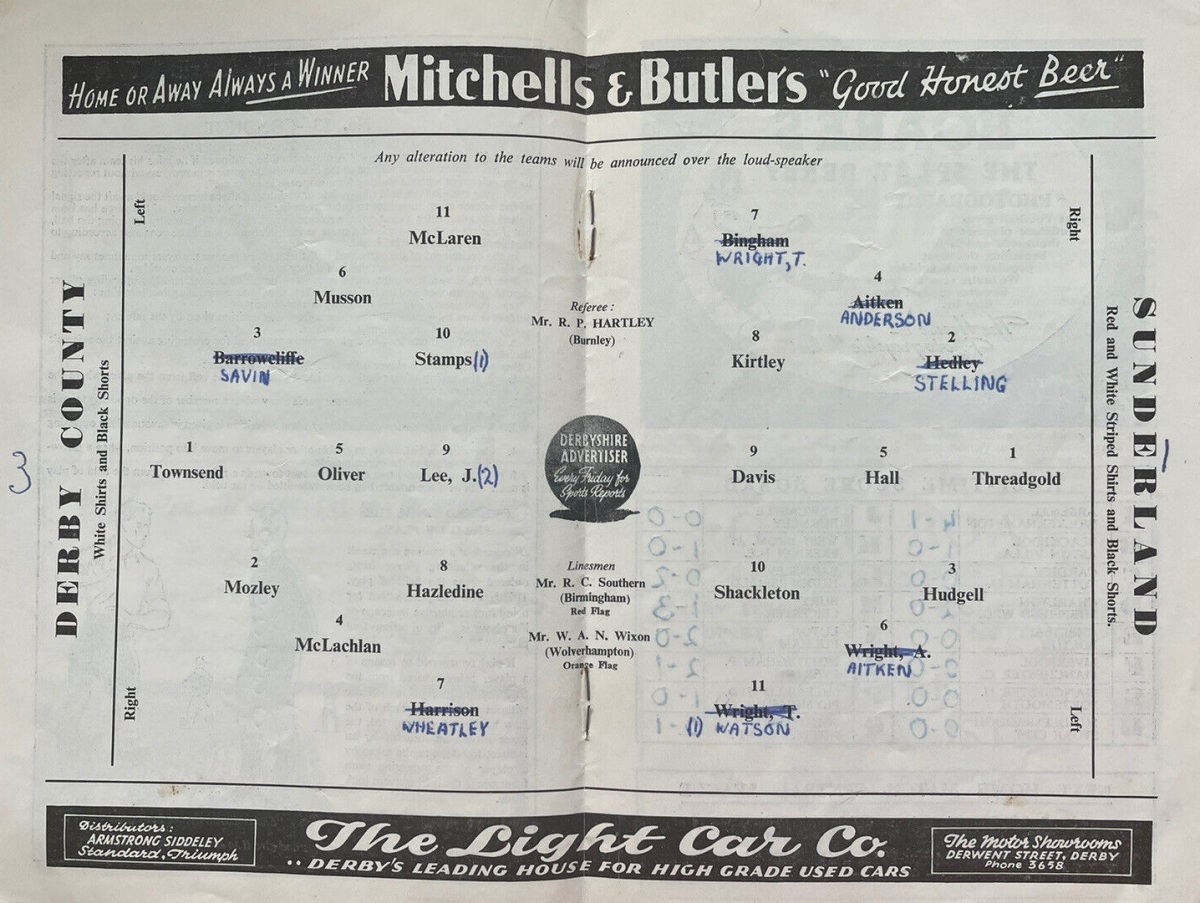 HOME OR AWAY ALWAYS A WINNER Mitchells & Butlers "Good Honest Beer"
Any alteration to the teams will be announced over the loud-speaker
Left
Right
11
McLaren
7
Bingham
WRIGHT, T.
6
Musson
4
Aitken
ANDERSON
Referee :
Mr. R. P. HARTLEY
(Burnley)
3
Barrowcliffe
SAVIN
10
Stamps (1)
8
Kirtley
2
Hedley
STELLING
DERBY COUNTY
White Shirts and Black Shorts
3
SUNDERLAND
Red and White Striped Shirts and Black Shorts.
1
1
Townsend
5
Oliver
9
Lee, J. (2)
DERBYSHIRE
ADVERTISER
Every Friday for
Sports Reports
9
Davis
5
Hall
1
Threadgold
2
Mozley
8
Hazledine
Linesmen
Mr. R. C. Southern
(Birmingham)
Red Flag
Mr. W. A. N. Wixon
(Wolverhampton)
Orange Flag
10
Shackleton
3
Hudgell
4
McLachlan
6
Wright, A.
AITKEN
Right
7
Harrison
WHEATLEY
11
Wright, T.
(1) WATSON
Left
Distributors :
ARMSTRONG SIDDELEY
Standard, Triumph
The Light Car Co.
" DERBY'S LEADING HOUSE FOR HIGH GRADE USED CARS
The Motor Showrooms
DERWENT STREET, DERBY
Phone 3658